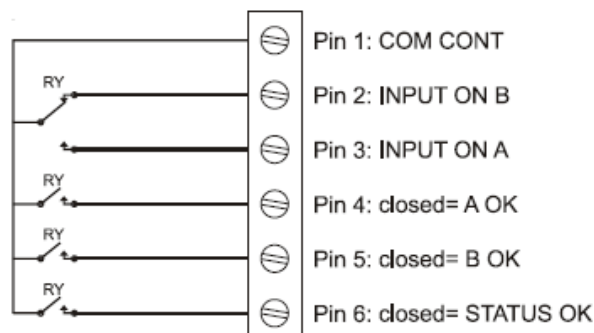 Pin 1: COM CONT
RY
Pin 2: INPUT ON B
Pin 3: INPUT ON A
RY
Pin 4: closed= A OK
RY
Pin 5: closed= B OK
RY
Pin 6: closed= STATUS OK